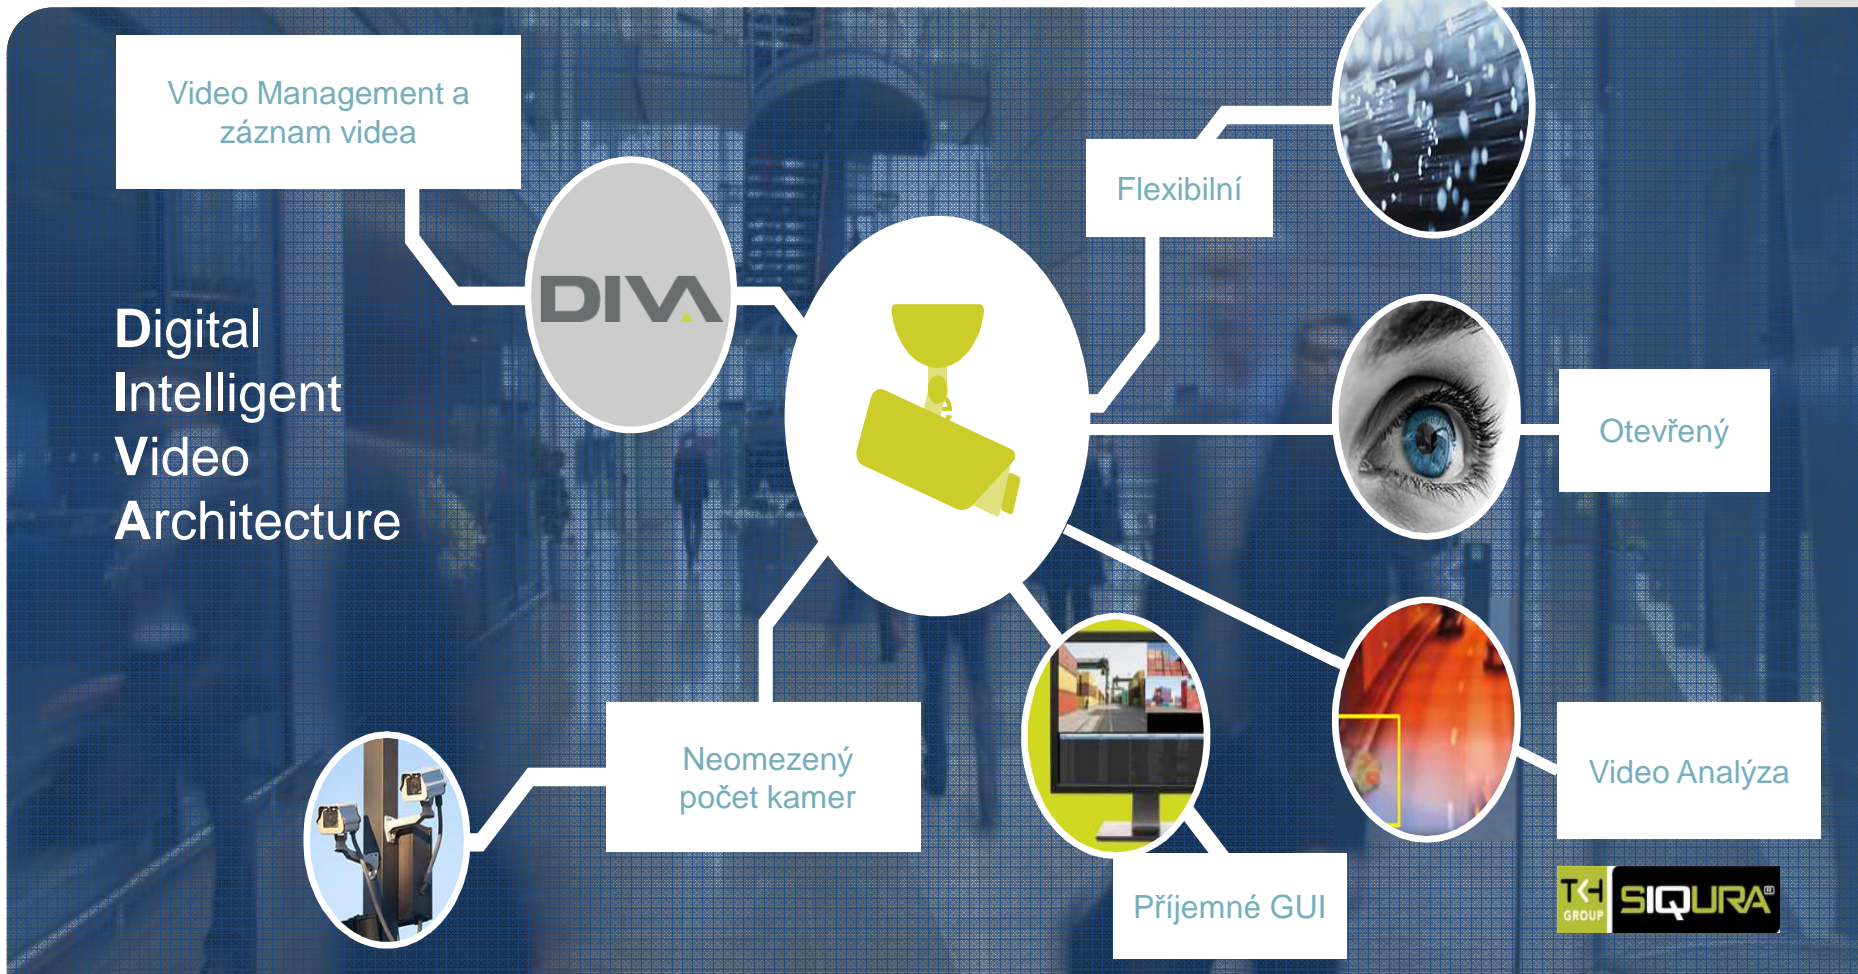 Video Management a
záznam videa
DIVA
Digital
Intelligent
Video
Architecture
Flexibilní
e
Otevřený
Neomezený
počet kamer
Video Analýza
Příjemné GUI
TKH
GROUP
SIQURA®